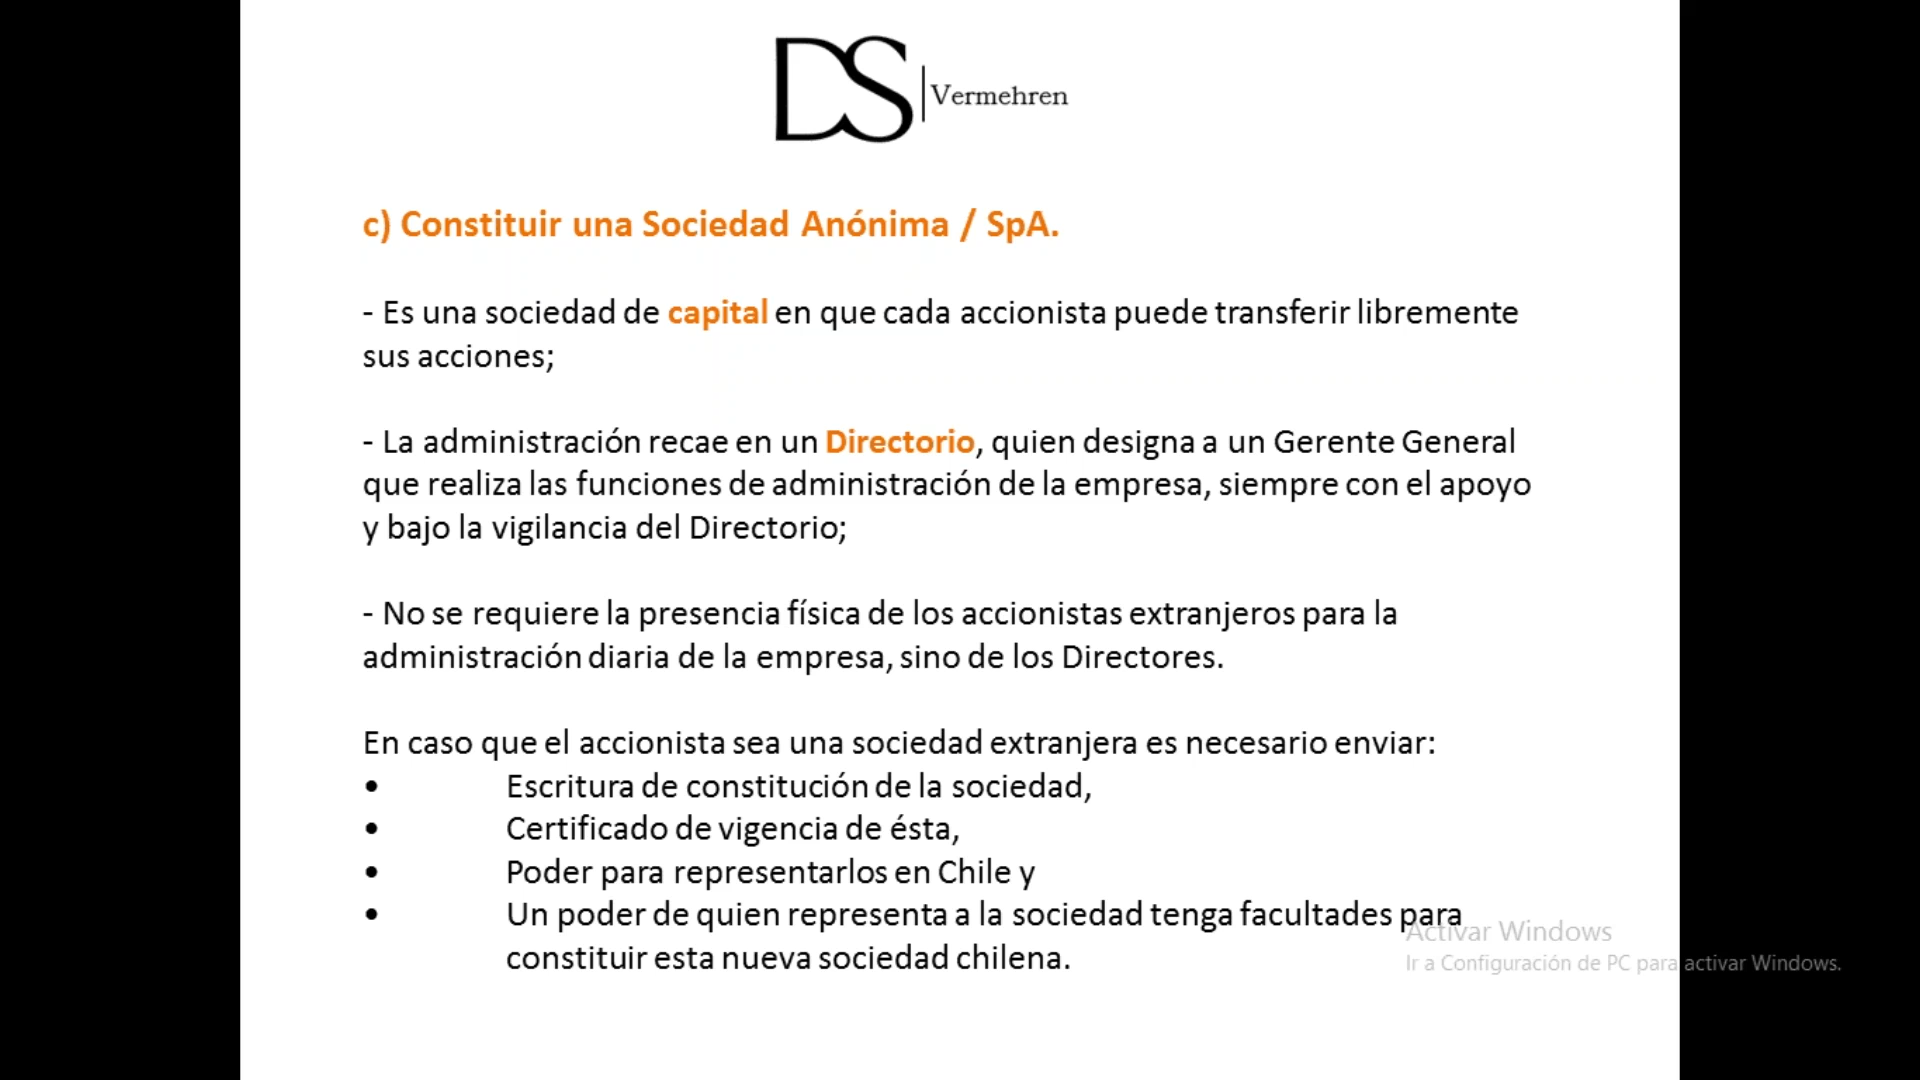 DS
Vermehren
c) Constituir una Sociedad Anónima / SpA.
- Es una sociedad de capital en que cada accionista puede transferir libremente
sus acciones;
- La administración recae en un Directorio, quien designa a un Gerente General
que realiza las funciones de administración de la empresa, siempre con el apoyo
y bajo la vigilancia del Directorio;
- No se requiere la presencia física de los accionistas extranjeros para la
administración diaria de la empresa, sino de los Directores.
En caso que el accionista sea una sociedad extranjera es necesario enviar:
• Escritura de constitución de la sociedad,
• Certificado de vigencia de ésta,
• Poder para representarlos en Chile y
• Un poder de quien representa a la sociedad tenga facultades para
constituir esta nueva sociedad chilena.
Activar Windows
Ir a Configuración de PC para activar Windows.